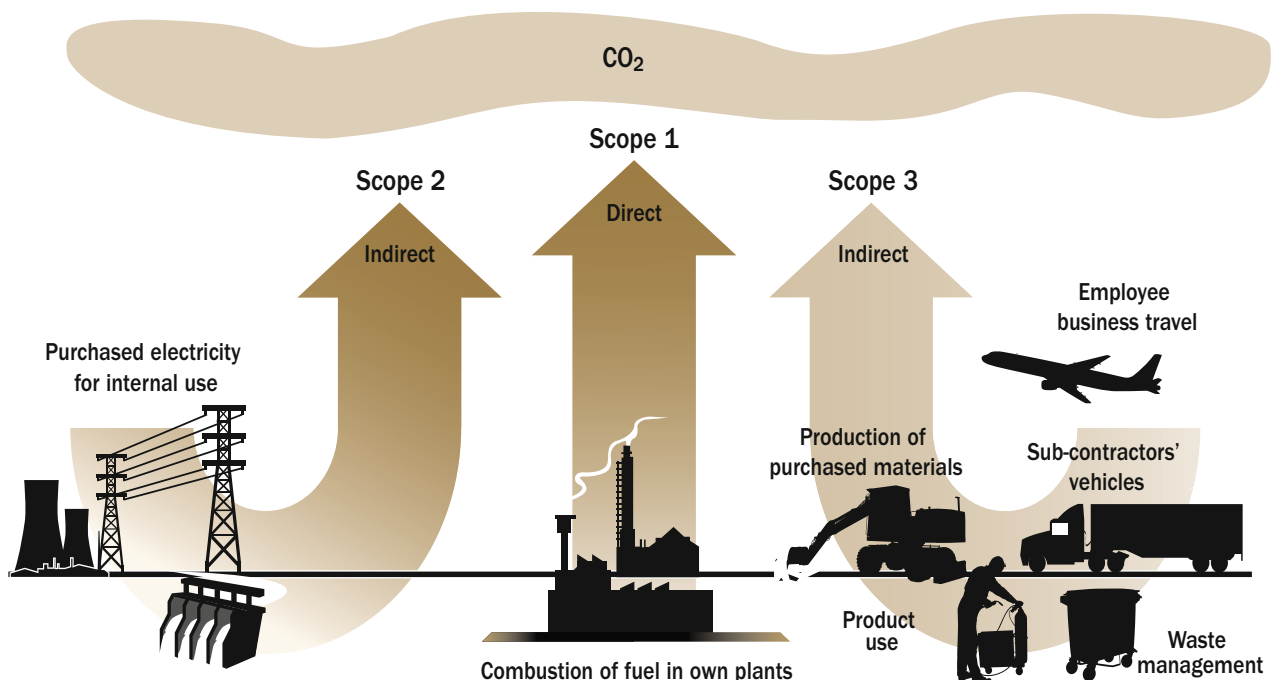 CO₂
Scope 1
Scope 2
Scope 3
Direct
Indirect
Indirect
Employee
business travel
Purchased electricity
for internal use
Production of
purchased materials
Sub-contractors’
vehicles
Product
use
Waste
management
Combustion of fuel in own plants